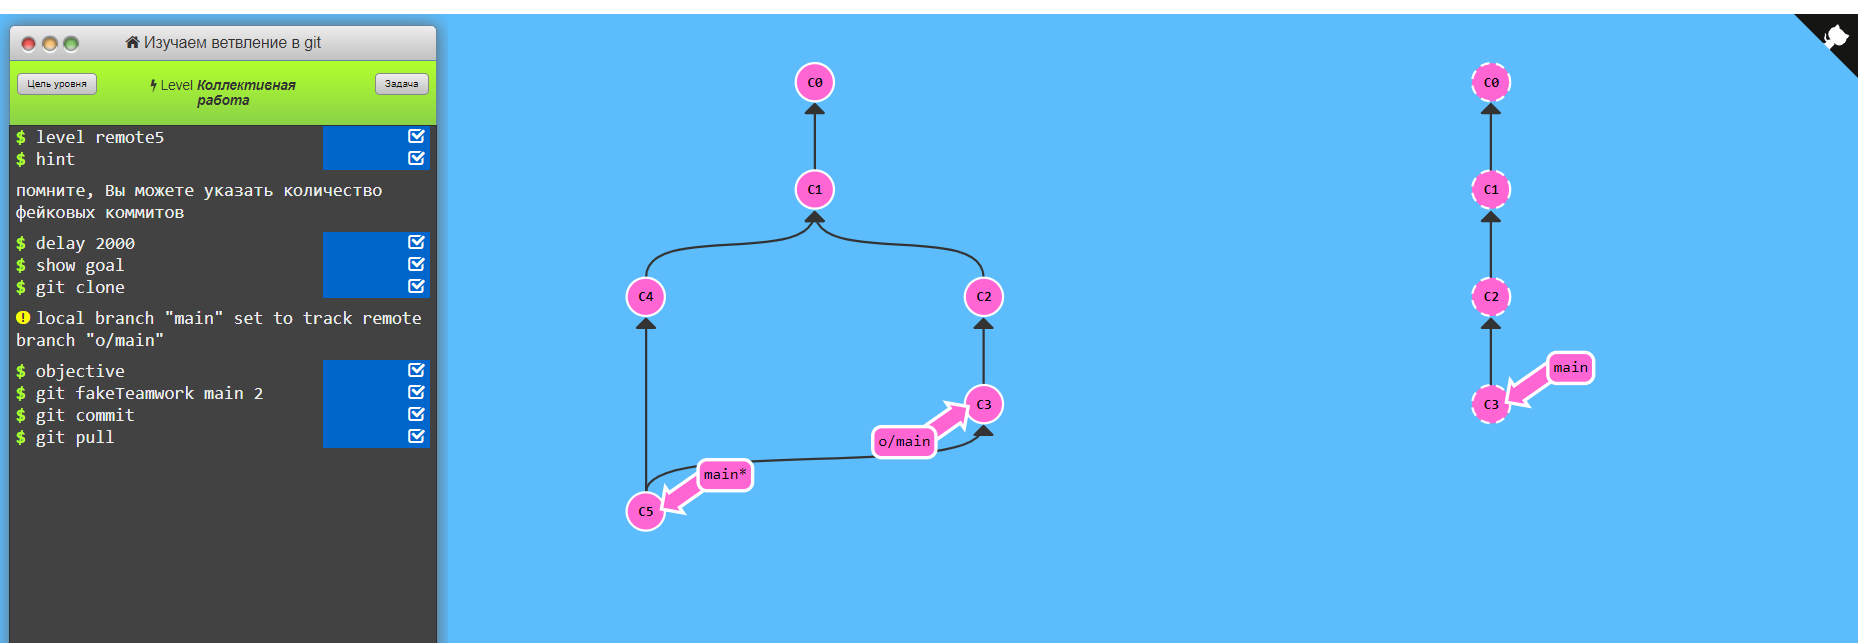 Изучаем ветвление в git
Цель уровня
Level Коллективная
работа
Задача
$ level remote5
$ hint
помните, Вы можете указать количество
фейковых коммитов
$ delay 2000
$ show goal
$ git clone
local branch "main" set to track remote
branch "o/main"
$ objective
$ git fakeTeamwork main 2
$ git commit
$ git pull
C0
C1
C4
C2
C3
o/main
main*
C5
C0
C1
C2
main
C3